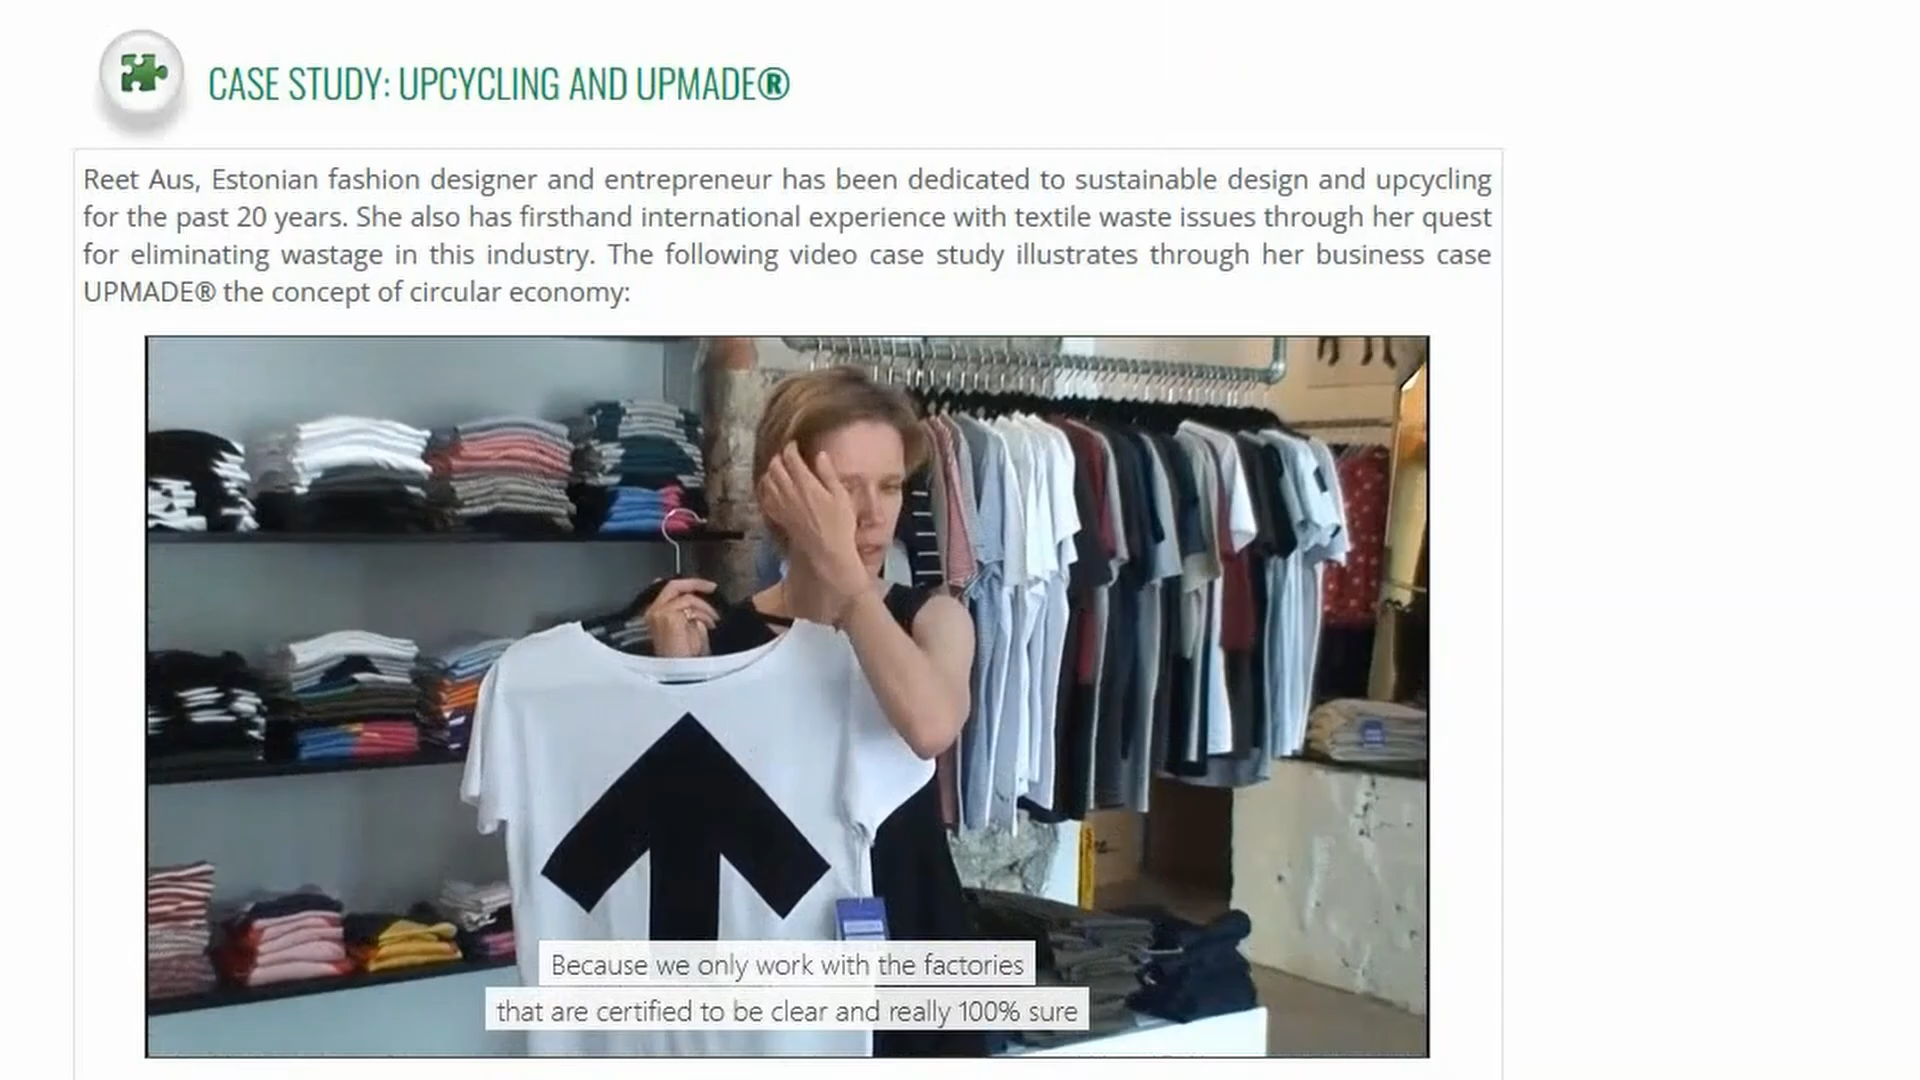 CASE STUDY: UPCYCLING AND UPMADE®
Reet Aus, Estonian fashion designer and entrepreneur has been dedicated to sustainable design and upcycling
for the past 20 years. She also has firsthand international experience with textile waste issues through her quest
for eliminating wastage in this industry. The following video case study illustrates through her business case
UPMADE® the concept of circular economy:
Because we only work with the factories
that are certified to be clear and really 100% sure